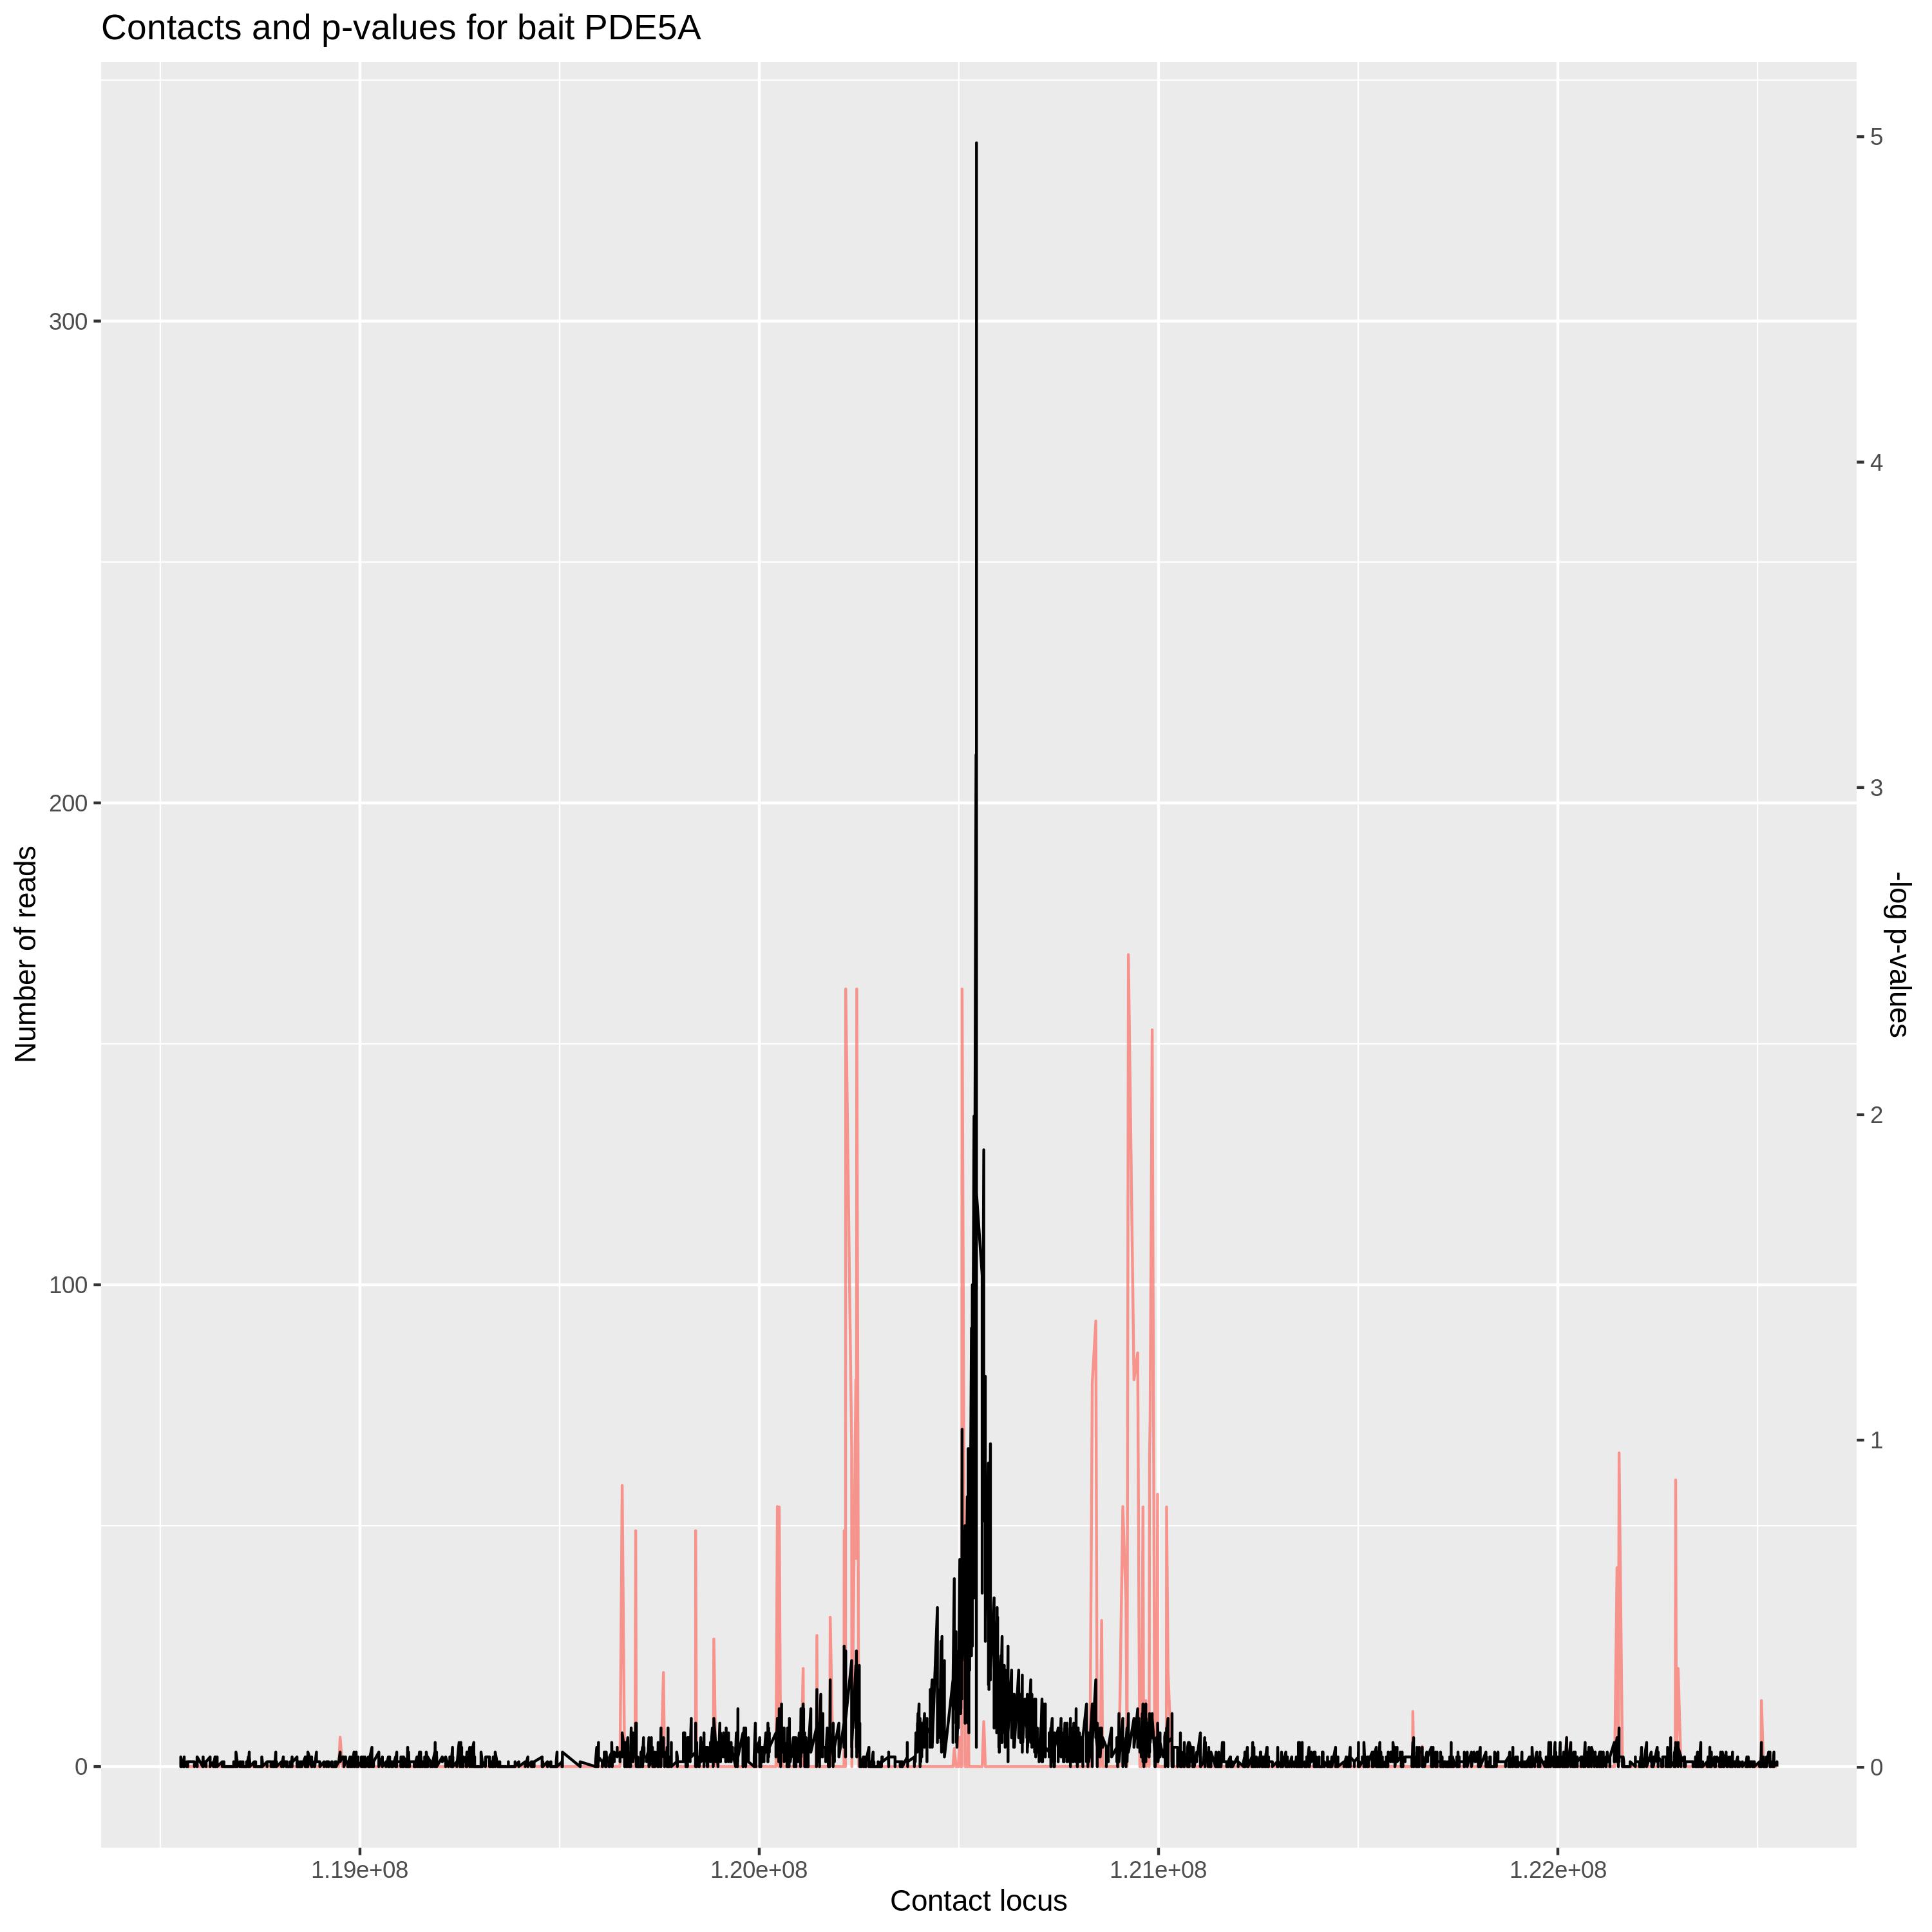 Contacts and p-values for bait PDE5A
300
200
100
0
Number of reads
5
4
3
2
1
0
-log p-values
1.19e+08
1.20e+08
1.21e+08
1.22e+08
Contact locus